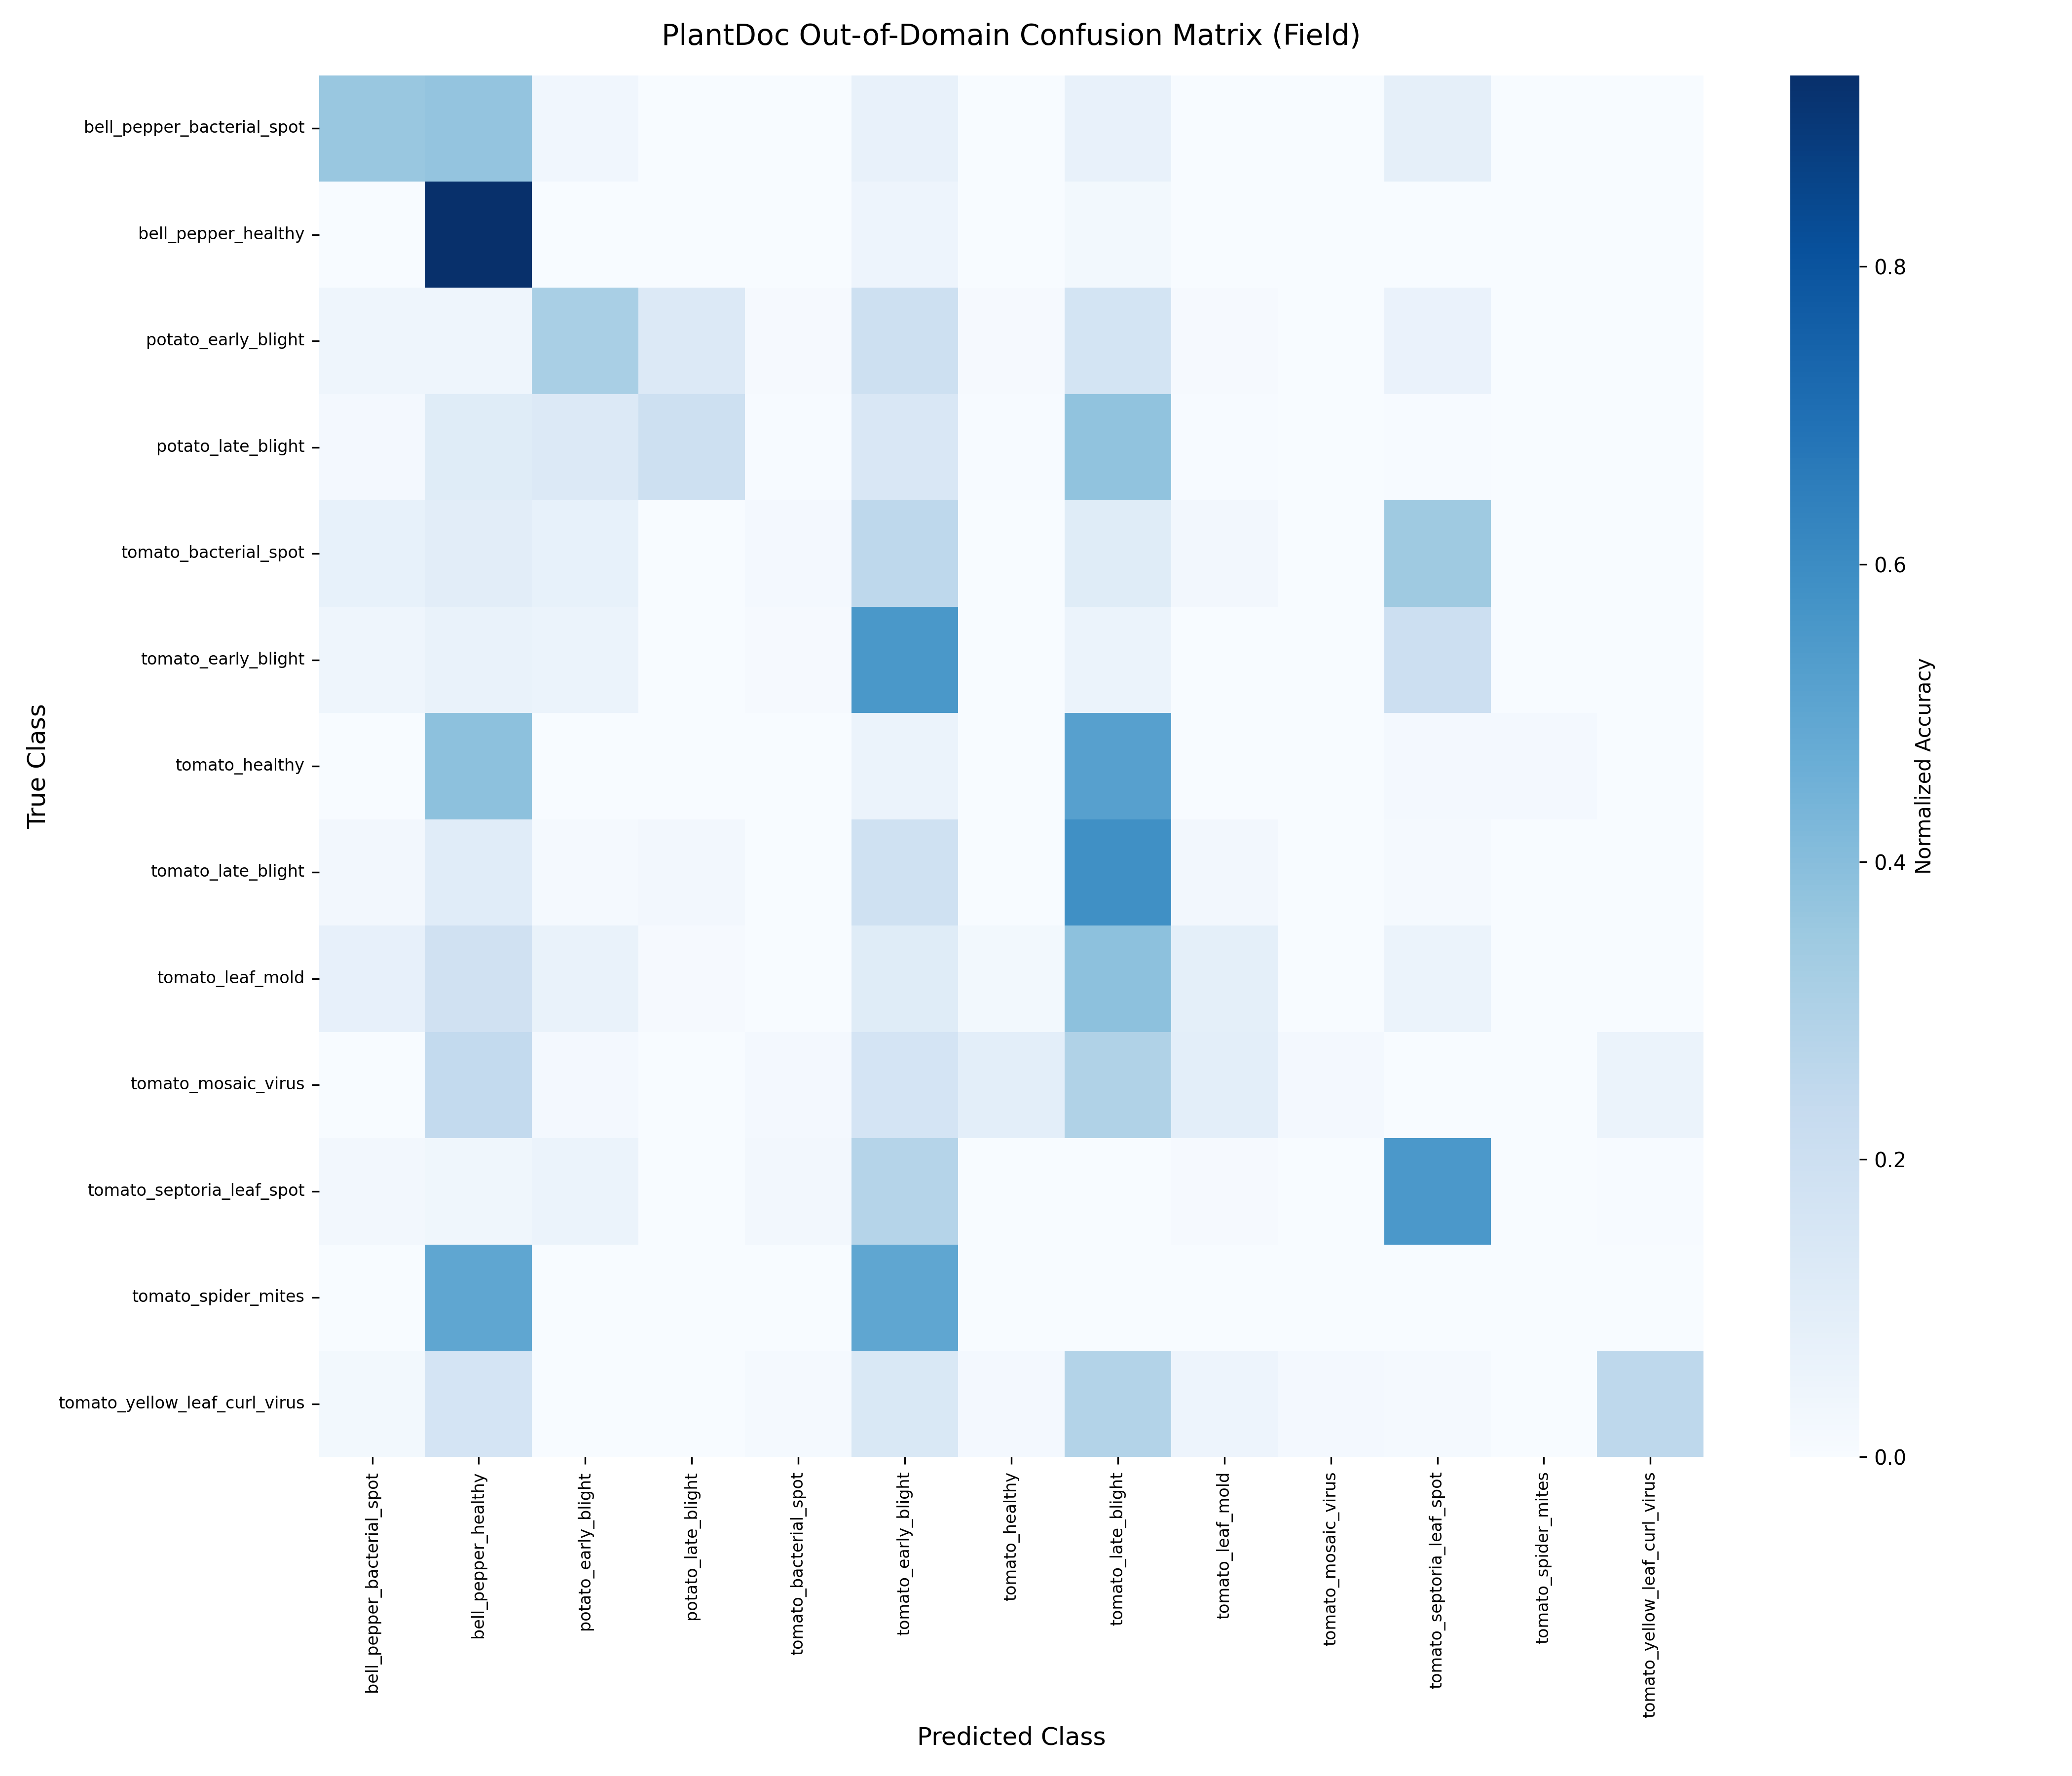 PlantDoc Out-of-Domain Confusion Matrix (Field)
True Class
bell_pepper_bacterial_spot
bell_pepper_healthy
potato_early_blight
potato_late_blight
tomato_bacterial_spot
tomato_early_blight
tomato_healthy
tomato_late_blight
tomato_leaf_mold
tomato_mosaic_virus
tomato_septoria_leaf_spot
tomato_spider_mites
tomato_yellow_leaf_curl_virus
bell_pepper_bacterial_spot
bell_pepper_healthy
potato_early_blight
potato_late_blight
tomato_bacterial_spot
tomato_early_blight
tomato_healthy
tomato_late_blight
tomato_leaf_mold
tomato_mosaic_virus
tomato_septoria_leaf_spot
tomato_spider_mites
tomato_yellow_leaf_curl_virus
Predicted Class
0.8
0.6
0.4
0.2
0.0
Normalized Accuracy